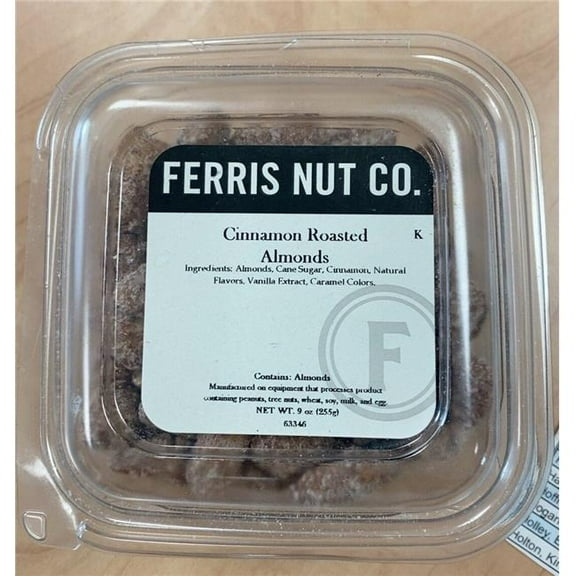 FERRIS NUT CO.
Cinnamon Roasted K
Almonds
Ingredients: Almonds, Cane Sugar, Cinnamon, Natural
Flavors, Vanilla Extract, Caramel Colors.
F
Contains: Almonds
Manufactured on equipment that processes product
containing peanuts, tree nuts, wheat, soy, milk, and egg
NET WT. 9 oz (255g)
63346
Holton, Kin